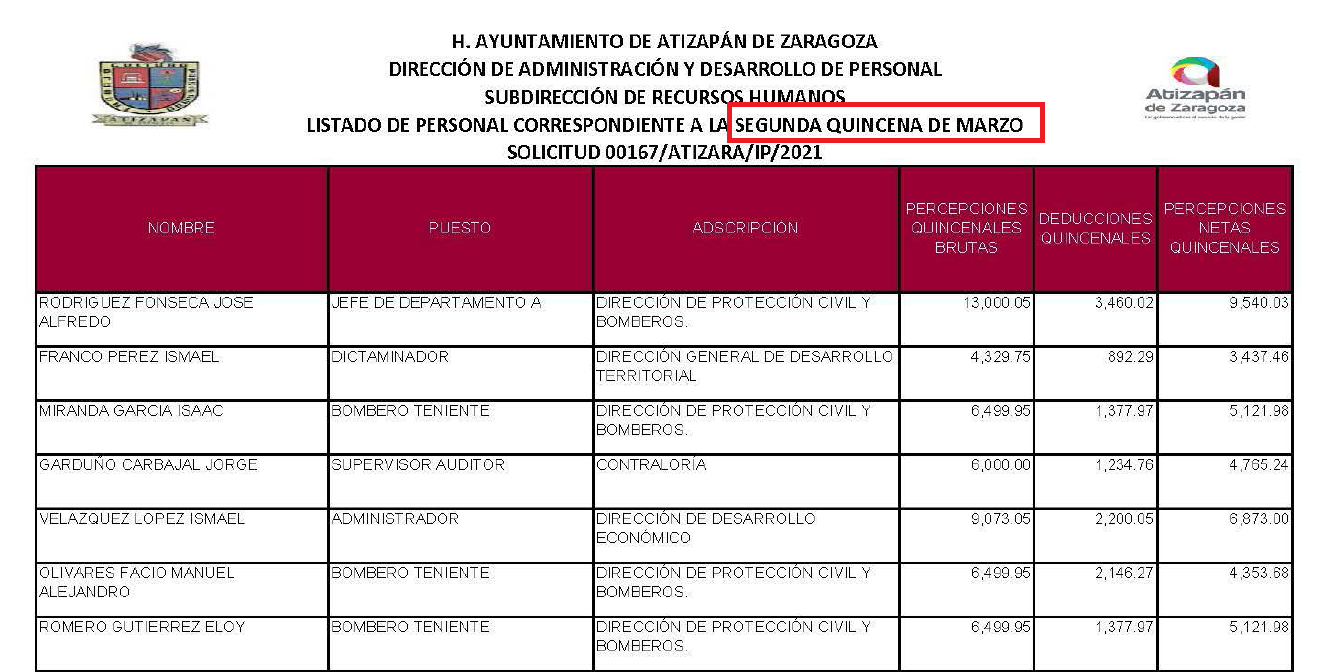 H. AYUNTAMIENTO DE ATIZAPÁN DE ZARAGOZA
DIRECCIÓN DE ADMINISTRACIÓN Y DESARROLLO DE PERSONAL
SUBDIRECCIÓN DE RECURSOS HUMANOS
LISTADO DE PERSONAL CORRESPONDIENTE A LA SEGUNDA QUINCENA DE MARZO
SOLICITUD 00167/ATIZARA/IP/2021
ATIZAPAN
Atizapán
de Zaragoza
NOMBRE
PUESTO
ADSCRIPCIÓN
PERCEPCIONES
QUINCENALES
BRUTAS
DEDUCCIONES
QUINCENALES
PERCEPCIONES
NETAS
QUINCENALES
RODRIGUEZ FONSECA JOSE
ALFREDO
JEFE DE DEPARTAMENTO A
DIRECCIÓN DE PROTECCIÓN CIVIL Y
BOMBEROS.
13,000.05
3,460.02
9,540.03
FRANCO PEREZ ISMAEL
DICTAMINADOR
DIRECCIÓN GENERAL DE DESARROLLO
TERRITORIAL
4,329.75
892.29
3,437.46
MIRANDA GARCIA ISAAC
BOMBERO TENIENTE
DIRECCIÓN DE PROTECCIÓN CIVIL Y
BOMBEROS.
6,499.95
1,377.97
5,121.98
GARDUÑO CARBAJAL JORGE
SUPERVISOR AUDITOR
CONTRALORÍA
6,000.00
1,234.76
4,765.24
VELAZQUEZ LOPEZ ISMAEL
ADMINISTRADOR
DIRECCIÓN DE DESARROLLO
ECONÓMICO
9,073.05
2,200.05
6,873.00
OLIVARES FACIO MANUEL
ALEJANDRO
BOMBERO TENIENTE
DIRECCIÓN DE PROTECCIÓN CIVIL Y
BOMBEROS.
6,499.95
2,146.27
4,353.68
ROMERO GUTIERREZ ELOY
BOMBERO TENIENTE
DIRECCIÓN DE PROTECCIÓN CIVIL Y
BOMBEROS.
6,499.95
1,377.97
5,121.98